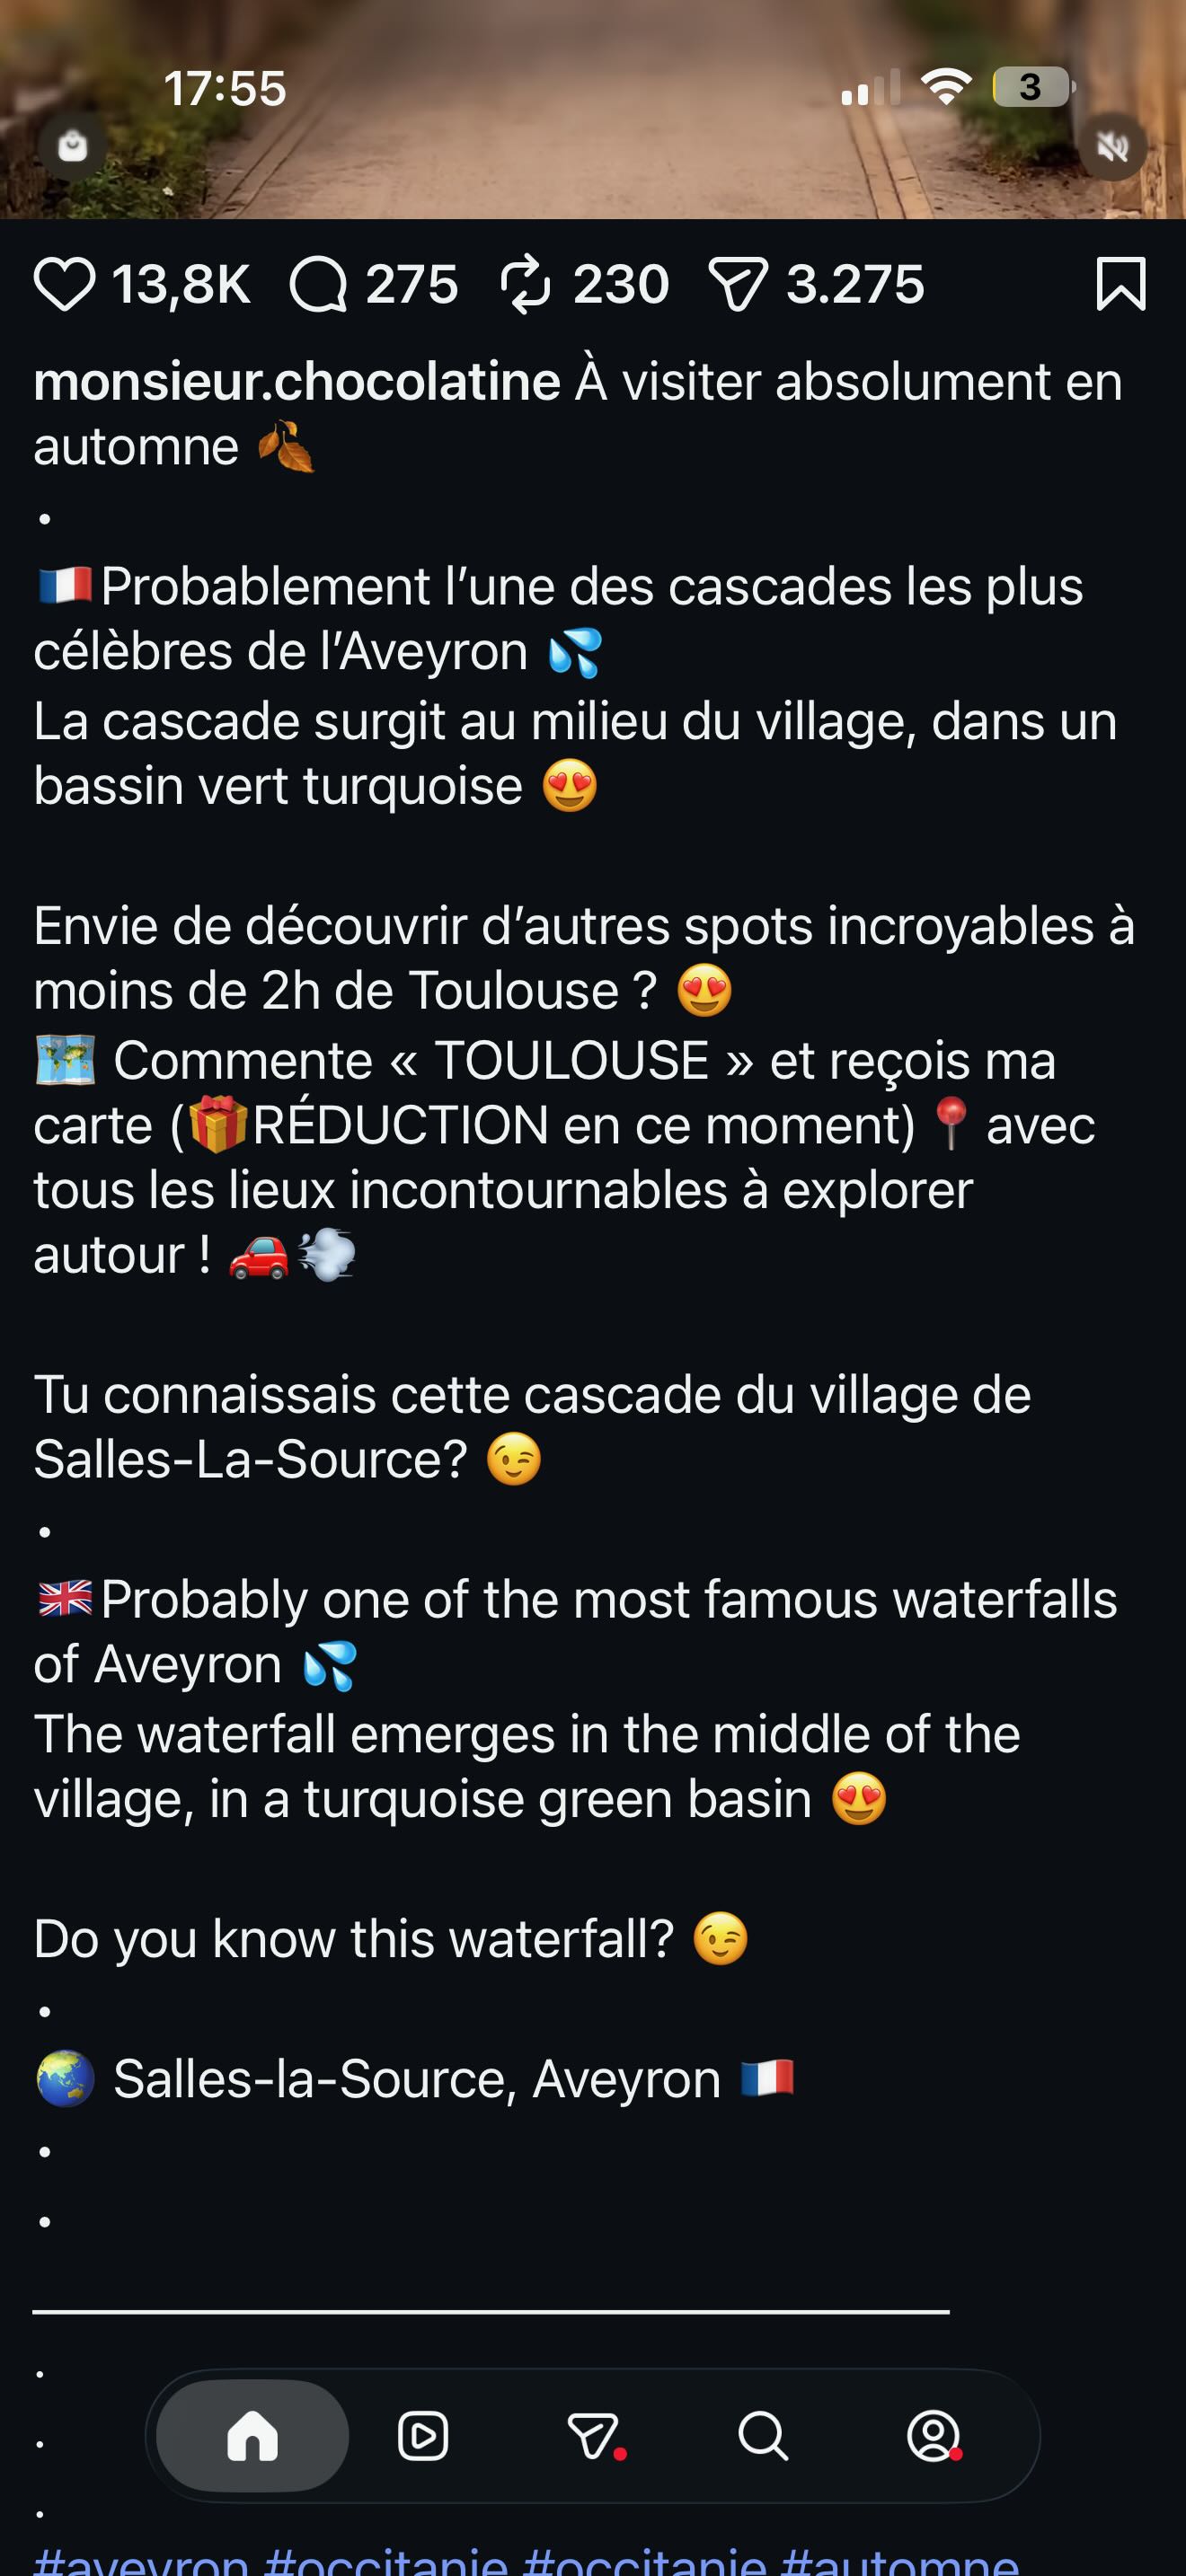 17:55
3
13,8K 275 230 3.275
monsieur.chocolatine À visiter absolument en
automne 🍂
.
🇫🇷Probablement l’une des cascades les plus
célèbres de l’Aveyron 💦
La cascade surgit au milieu du village, dans un
bassin vert turquoise 😍
Envie de découvrir d’autres spots incroyables à
moins de 2h de Toulouse ? 😍
🗺️ Commente « TOULOUSE » et reçois ma
carte (🎁RÉDUCTION en ce moment)📍avec
tous les lieux incontournables à explorer
autour ! 🚗💨
Tu connaissais cette cascade du village de
Salles-La-Source? 😉
.
🇬🇧Probably one of the most famous waterfalls
of Aveyron 💦
The waterfall emerges in the middle of the
village, in a turquoise green basin 😍
Do you know this waterfall? 😉
.
🌏 Salles-la-Source, Aveyron 🇫🇷
.
.
.
.
.
#aveyron #occitanie #occitanie #automne